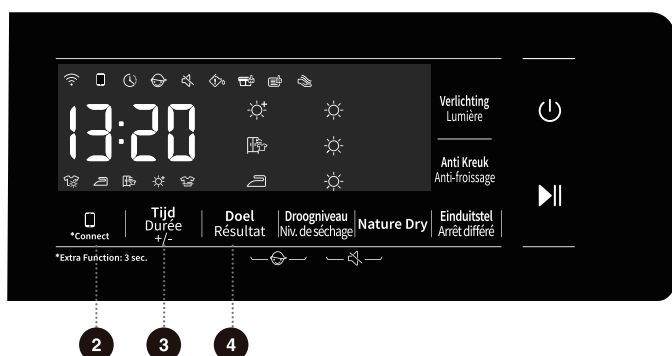 13:20
Verlichting
Lumière
Anti Kreuk
Anti-froissage
*Connect
Tijd
Durée
+/-
Doel
Résultat
Droogniveau
Niv. de séchage
Nature Dry
Einduitstel
Arrêt différé
*Extra Function: 3 sec.
2
3
4